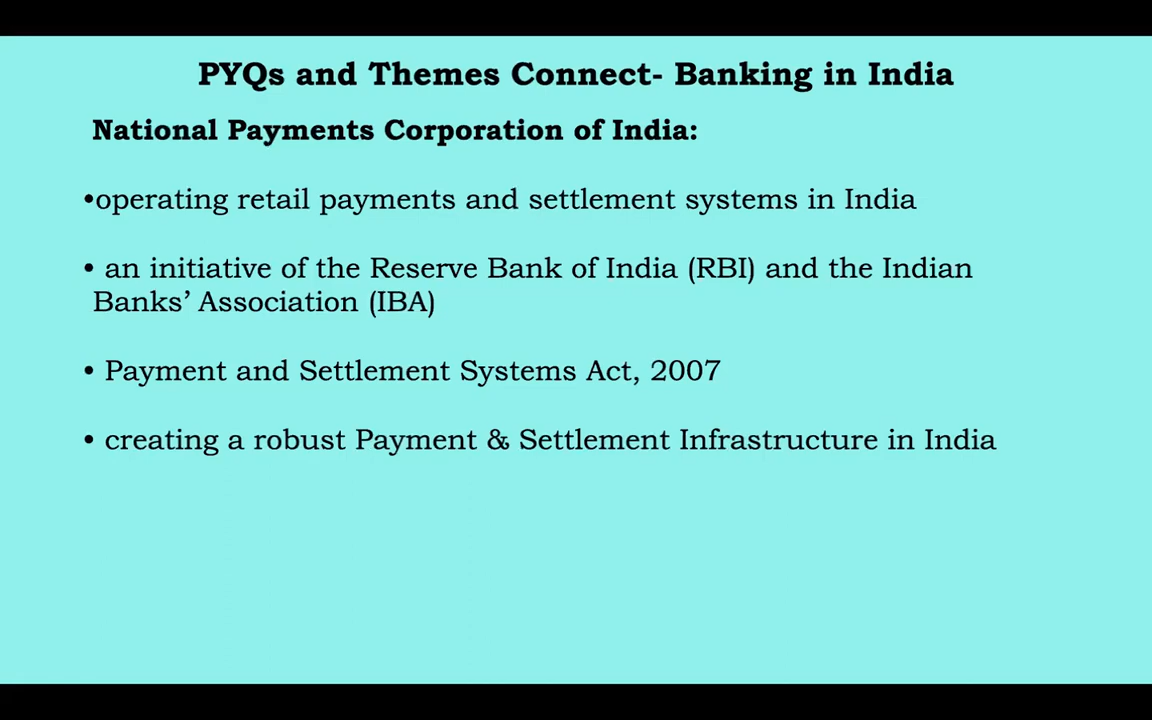 PYQs and Themes Connect- Banking in India
National Payments Corporation of India:
•operating retail payments and settlement systems in India
• an initiative of the Reserve Bank of India (RBI) and the Indian
Banks’ Association (IBA)
• Payment and Settlement Systems Act, 2007
• creating a robust Payment & Settlement Infrastructure in India